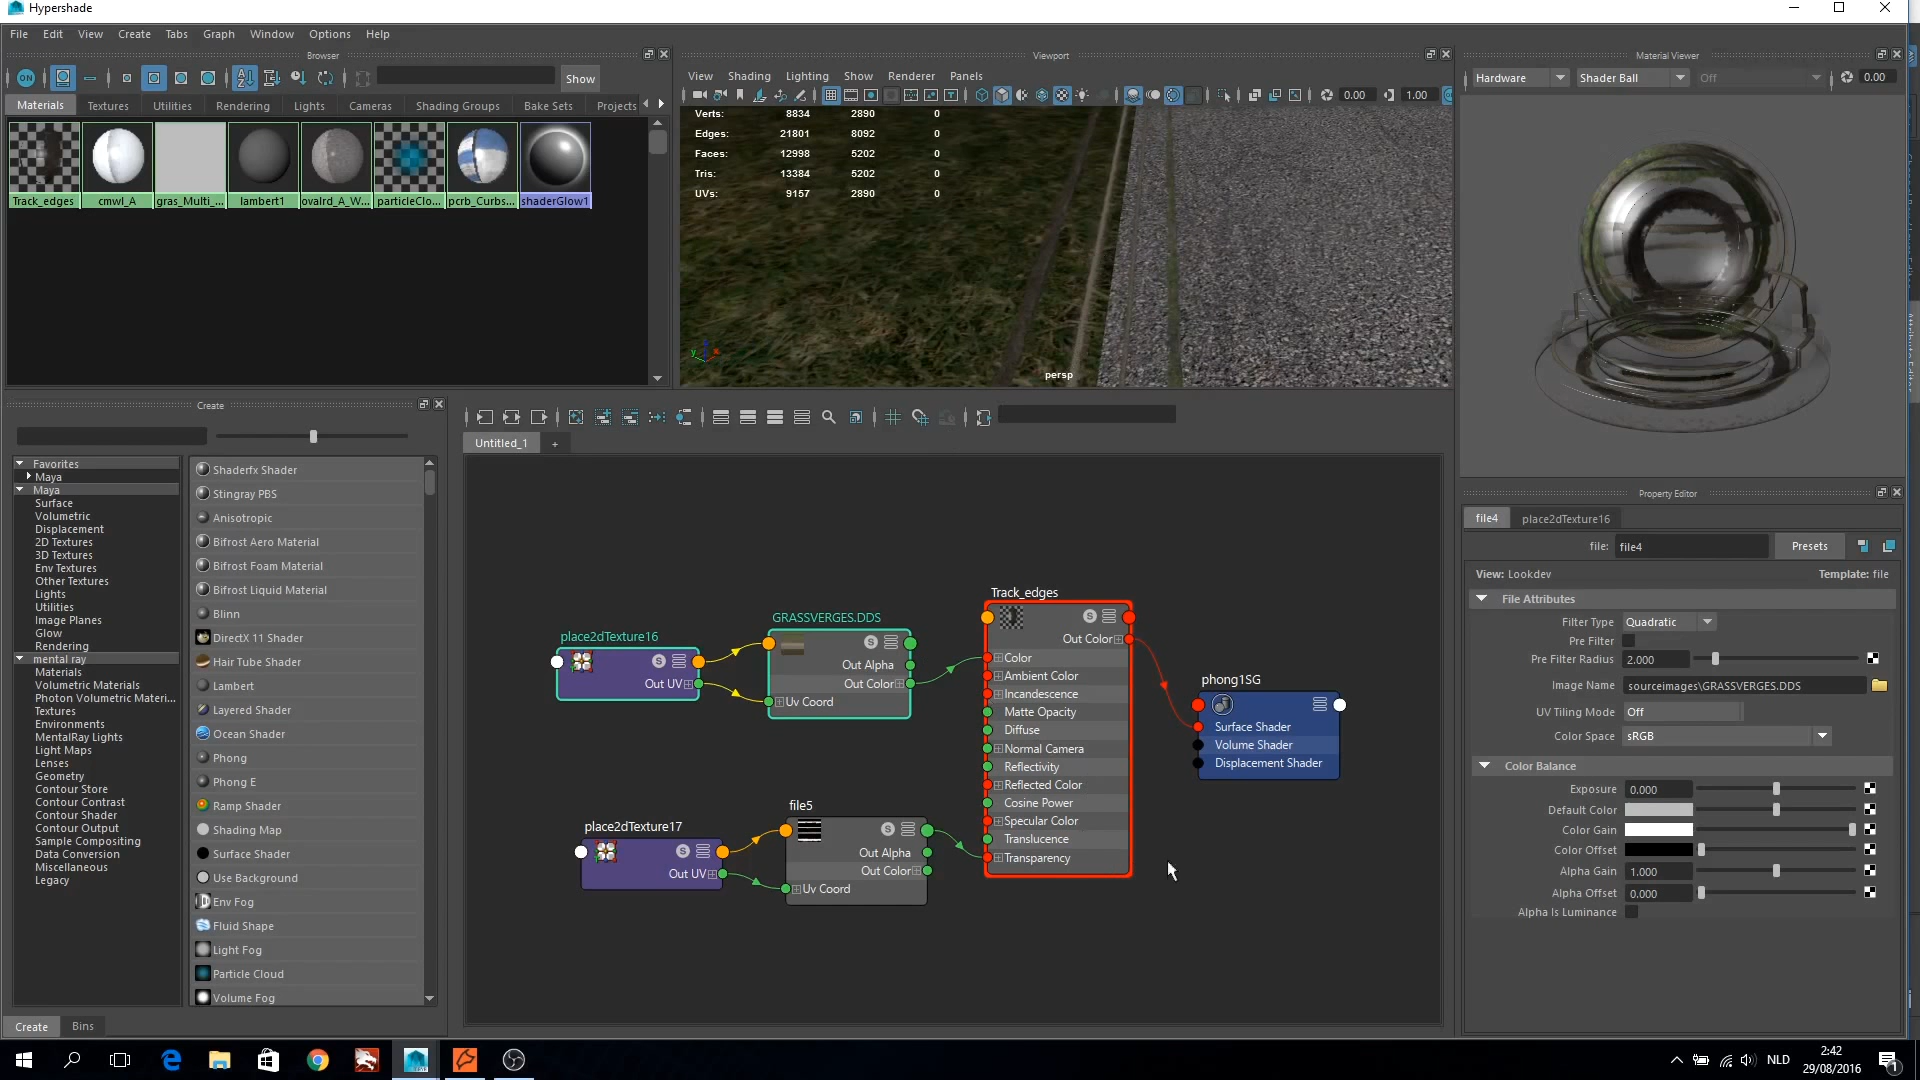 Hypershade
File Edit View Create Tabs Graph Window Options Help
Browser
ON
Show
Materials Textures Utilities Rendering Lights Cameras Shading Groups Bake Sets Projects
Track_edges cmwl_A gras_Multi_... lambert1 ovalrd_A_W... particleClo... pcrb_Curbs... shaderGlow1
Viewport
View Shading Lighting Show Renderer Panels
0.00 1.00
Verts: 8834 2890 0
Edges: 21801 8092 0
Faces: 12998 5202 0
Tris: 13384 5202 0
UVs: 9157 2890 0
persp
Material Viewer
Hardware Shader Ball Off 0.00
Create
Favorites
Maya
Maya
Surface
Volumetric
Displacement
2D Textures
3D Textures
Env Textures
Other Textures
Lights
Utilities
Image Planes
Glow
Rendering
mental ray
Materials
Volumetric Materials
Photon Volumetric Materi...
Textures
Environments
MentalRay Lights
Light Maps
Lenses
Geometry
Contour Store
Contour Contrast
Contour Shader
Contour Output
Sample Compositing
Data Conversion
Miscellaneous
Legacy
Shaderfx Shader
Stingray PBS
Anisotropic
Bifrost Aero Material
Bifrost Foam Material
Bifrost Liquid Material
Blinn
DirectX 11 Shader
Hair Tube Shader
Lambert
Layered Shader
Ocean Shader
Phong
Phong E
Ramp Shader
Shading Map
Surface Shader
Use Background
Env Fog
Fluid Shape
Light Fog
Particle Cloud
Volume Fog
Create Bins
Untitled_1 +
place2dTexture16
Out UV
GRASSVERGES.DDS
Out Alpha
Out Color
Uv Coord
place2dTexture17
Out UV
file5
Out Alpha
Out Color
Uv Coord
Track_edges
Out Color
Color
Ambient Color
Incandescence
Matte Opacity
Diffuse
Normal Camera
Reflectivity
Reflected Color
Cosine Power
Specular Color
Translucence
Transparency
phong1SG
Surface Shader
Volume Shader
Displacement Shader
Property Editor
file4 place2dTexture16
file: file4 Presets
View: Lookdev Template: file
File Attributes
Filter Type Quadratic
Pre Filter
Pre Filter Radius 2.000
Image Name sourceimages\GRASSVERGES.DDS
UV Tiling Mode Off
Color Space sRGB
Color Balance
Exposure 0.000
Default Color
Color Gain
Color Offset
Alpha Gain 1.000
Alpha Offset 0.000
Alpha Is Luminance
NLD
2:42
29/08/2016
1